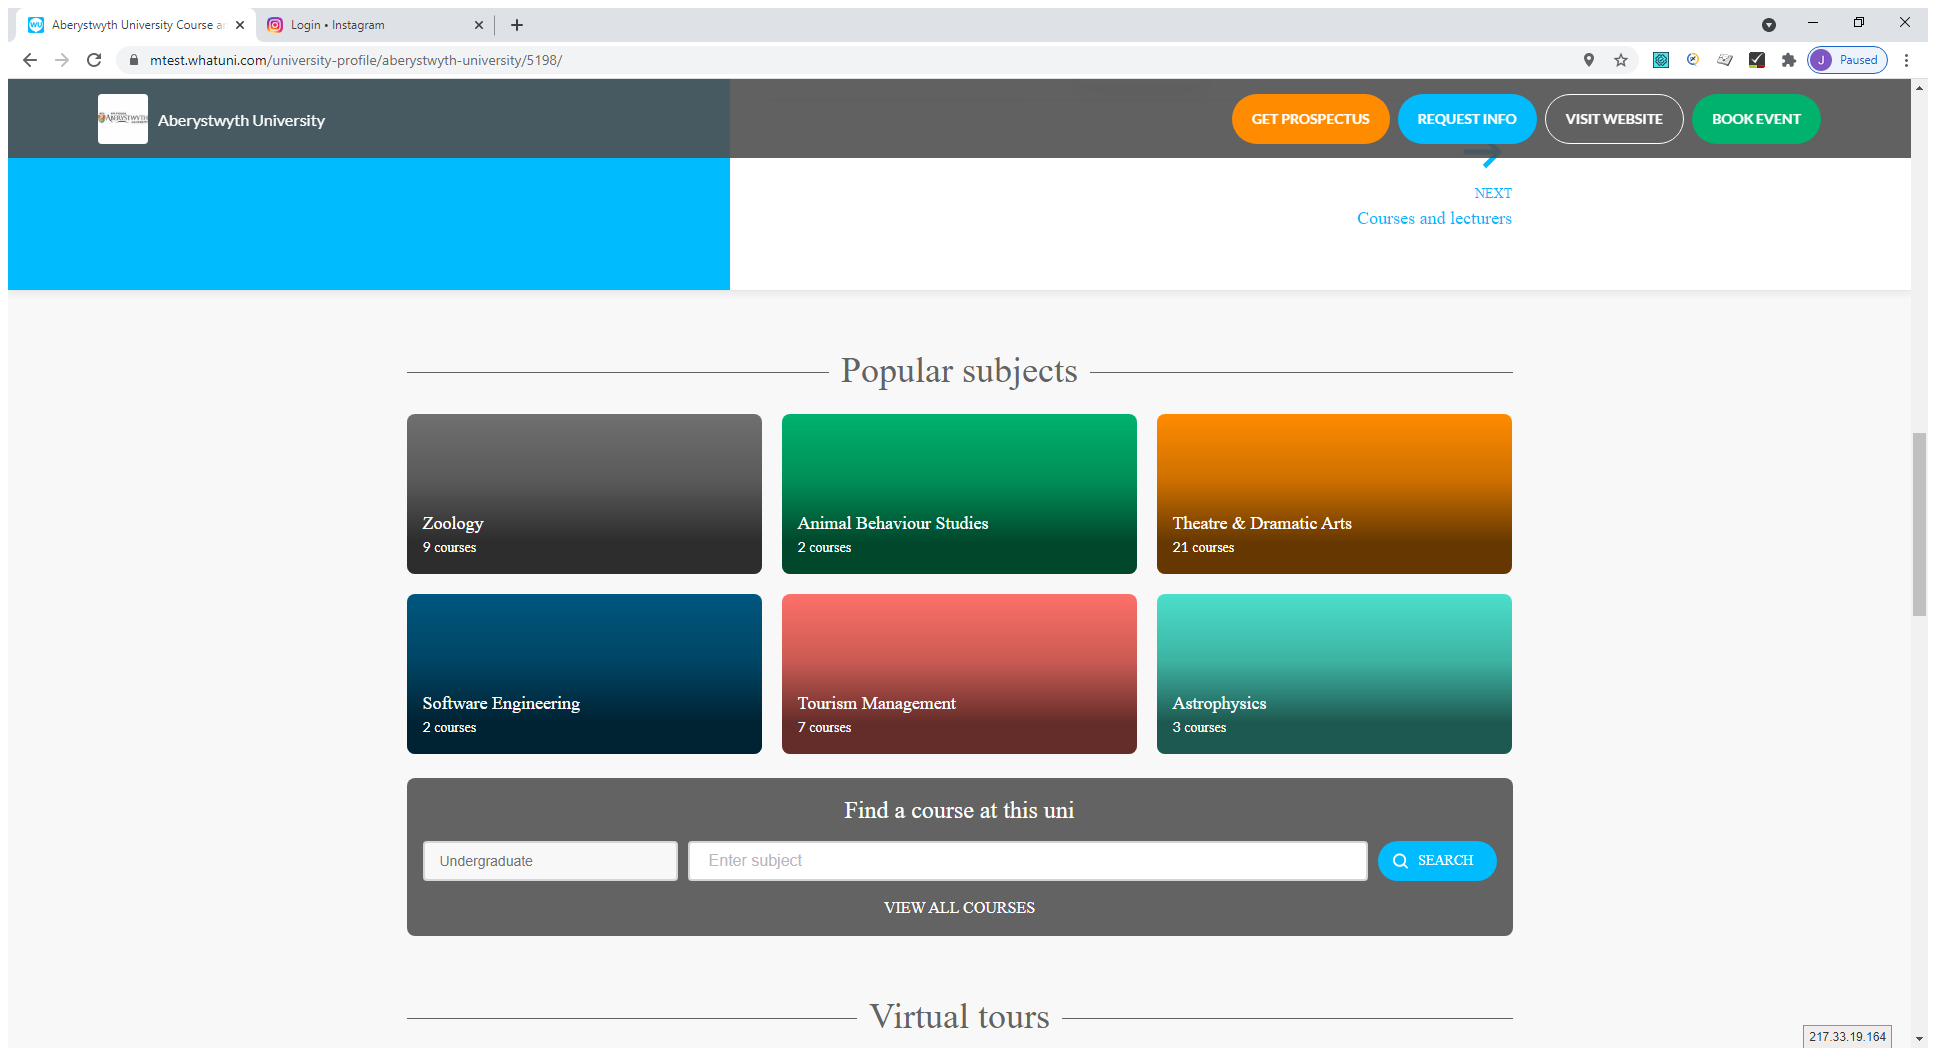 Aberystwyth University Course a
Login • Instagram
mtest.whatuni.com/university-profile/aberystwyth-university/5198/
J Paused
ABERYSTWYTH
Aberystwyth University
GET PROSPECTUS
REQUEST INFO
VISIT WEBSITE
BOOK EVENT
NEXT
Courses and lecturers
Popular subjects
Zoology
9 courses
Animal Behaviour Studies
2 courses
Theatre & Dramatic Arts
21 courses
Software Engineering
2 courses
Tourism Management
7 courses
Astrophysics
3 courses
Find a course at this uni
Undergraduate
Enter subject
SEARCH
VIEW ALL COURSES
Virtual tours
217.33.19.164